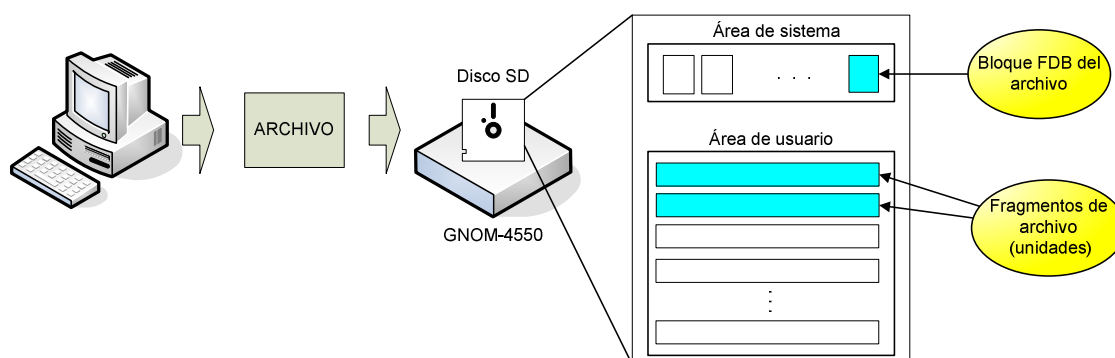 Área de sistema
Disco SD
. . .
Bloque FDB del
archivo
ARCHIVO
Área de usuario
Fragmentos de
archivo
(unidades)
GNOM-4550